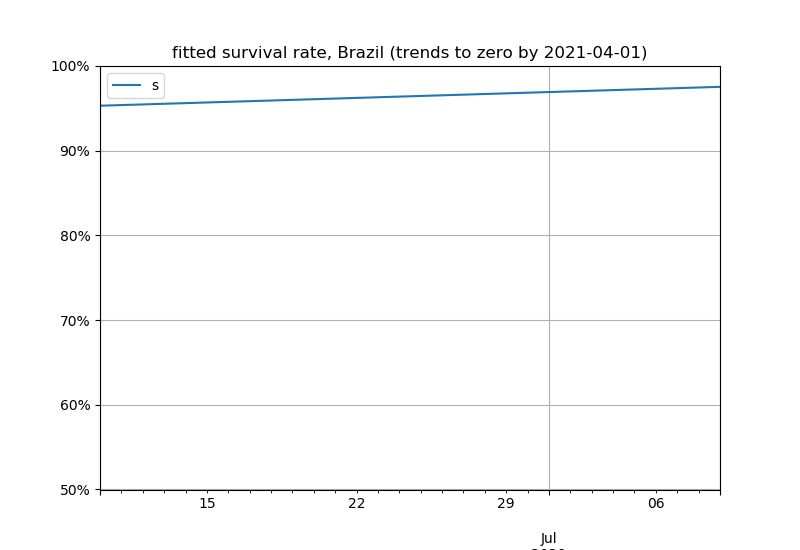 fitted survival rate, Brazil (trends to zero by 2021-04-01)
100%
s
90%
80%
70%
60%
50%
15 22 29 06
Jul